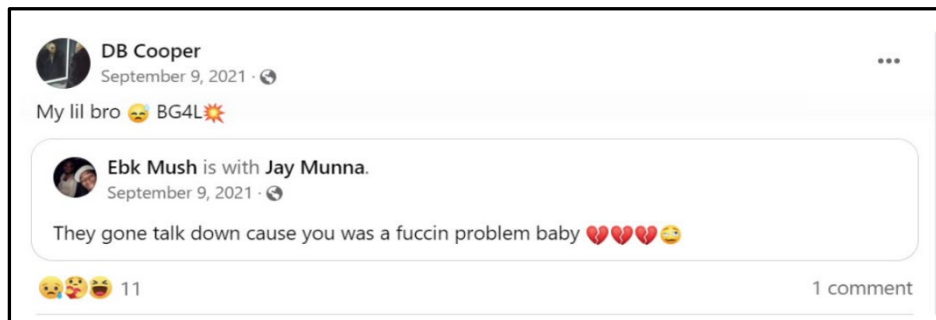 DB Cooper
September 9, 2021 ·
My lil bro 😪 BG4L💥
Ebk Mush is with Jay Munna.
September 9, 2021 ·
They gone talk down cause you was a fuccin problem baby 💔💔💔🙄
11 1 comment